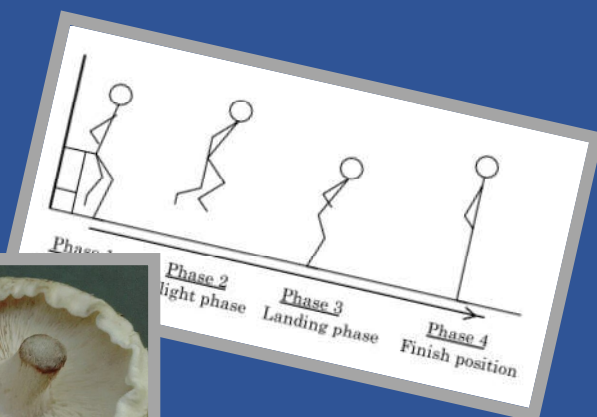 Phase 2
light phase
Phase 3
Landing phase
Phase 4
Finish position